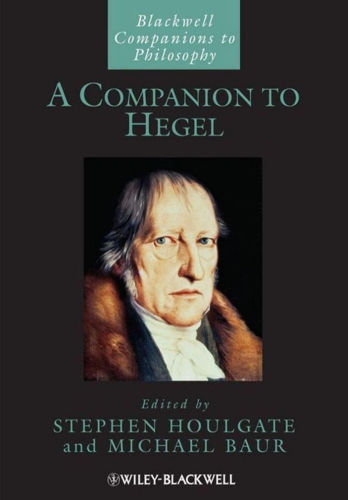 Blackwell
Companions to
Philosophy
A COMPANION TO
HEGEL
Edited by
STEPHEN HOULGATE
and MICHAEL BAUR
WILEY-BLACKWELL